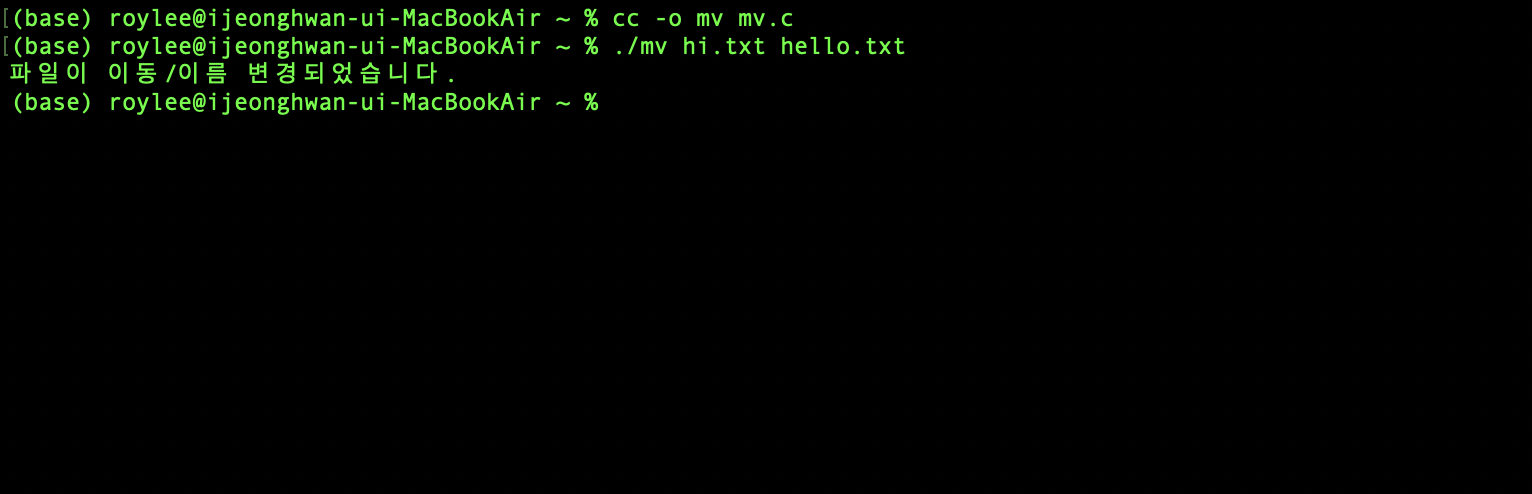 [(base) roylee@ijeonghwan-ui-MacBookAir ~ % cc -o mv mv.c
[(base) roylee@ijeonghwan-ui-MacBookAir ~ % ./mv hi.txt hello.txt
파일이 이동/이름 변경되었습니다.
(base) roylee@ijeonghwan-ui-MacBookAir ~ %